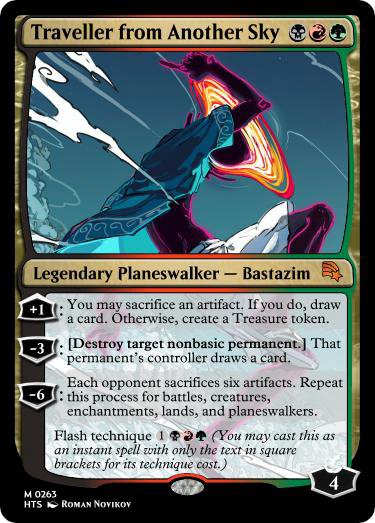 Traveller from Another Sky
Legendary Planeswalker — Bastazim
+1: You may sacrifice an artifact. If you do, draw
a card. Otherwise, create a Treasure token.
-3: [Destroy target nonbasic permanent.] That
permanent's controller draws a card.
-6: Each opponent sacrifices six artifacts. Repeat
this process for battles, creatures,
enchantments, lands, and planeswalkers.
Flash technique 1 (You may cast this as
an instant spell with only the text in square
brackets for its technique cost.)
4
M 0263
HTS Roman Novikov